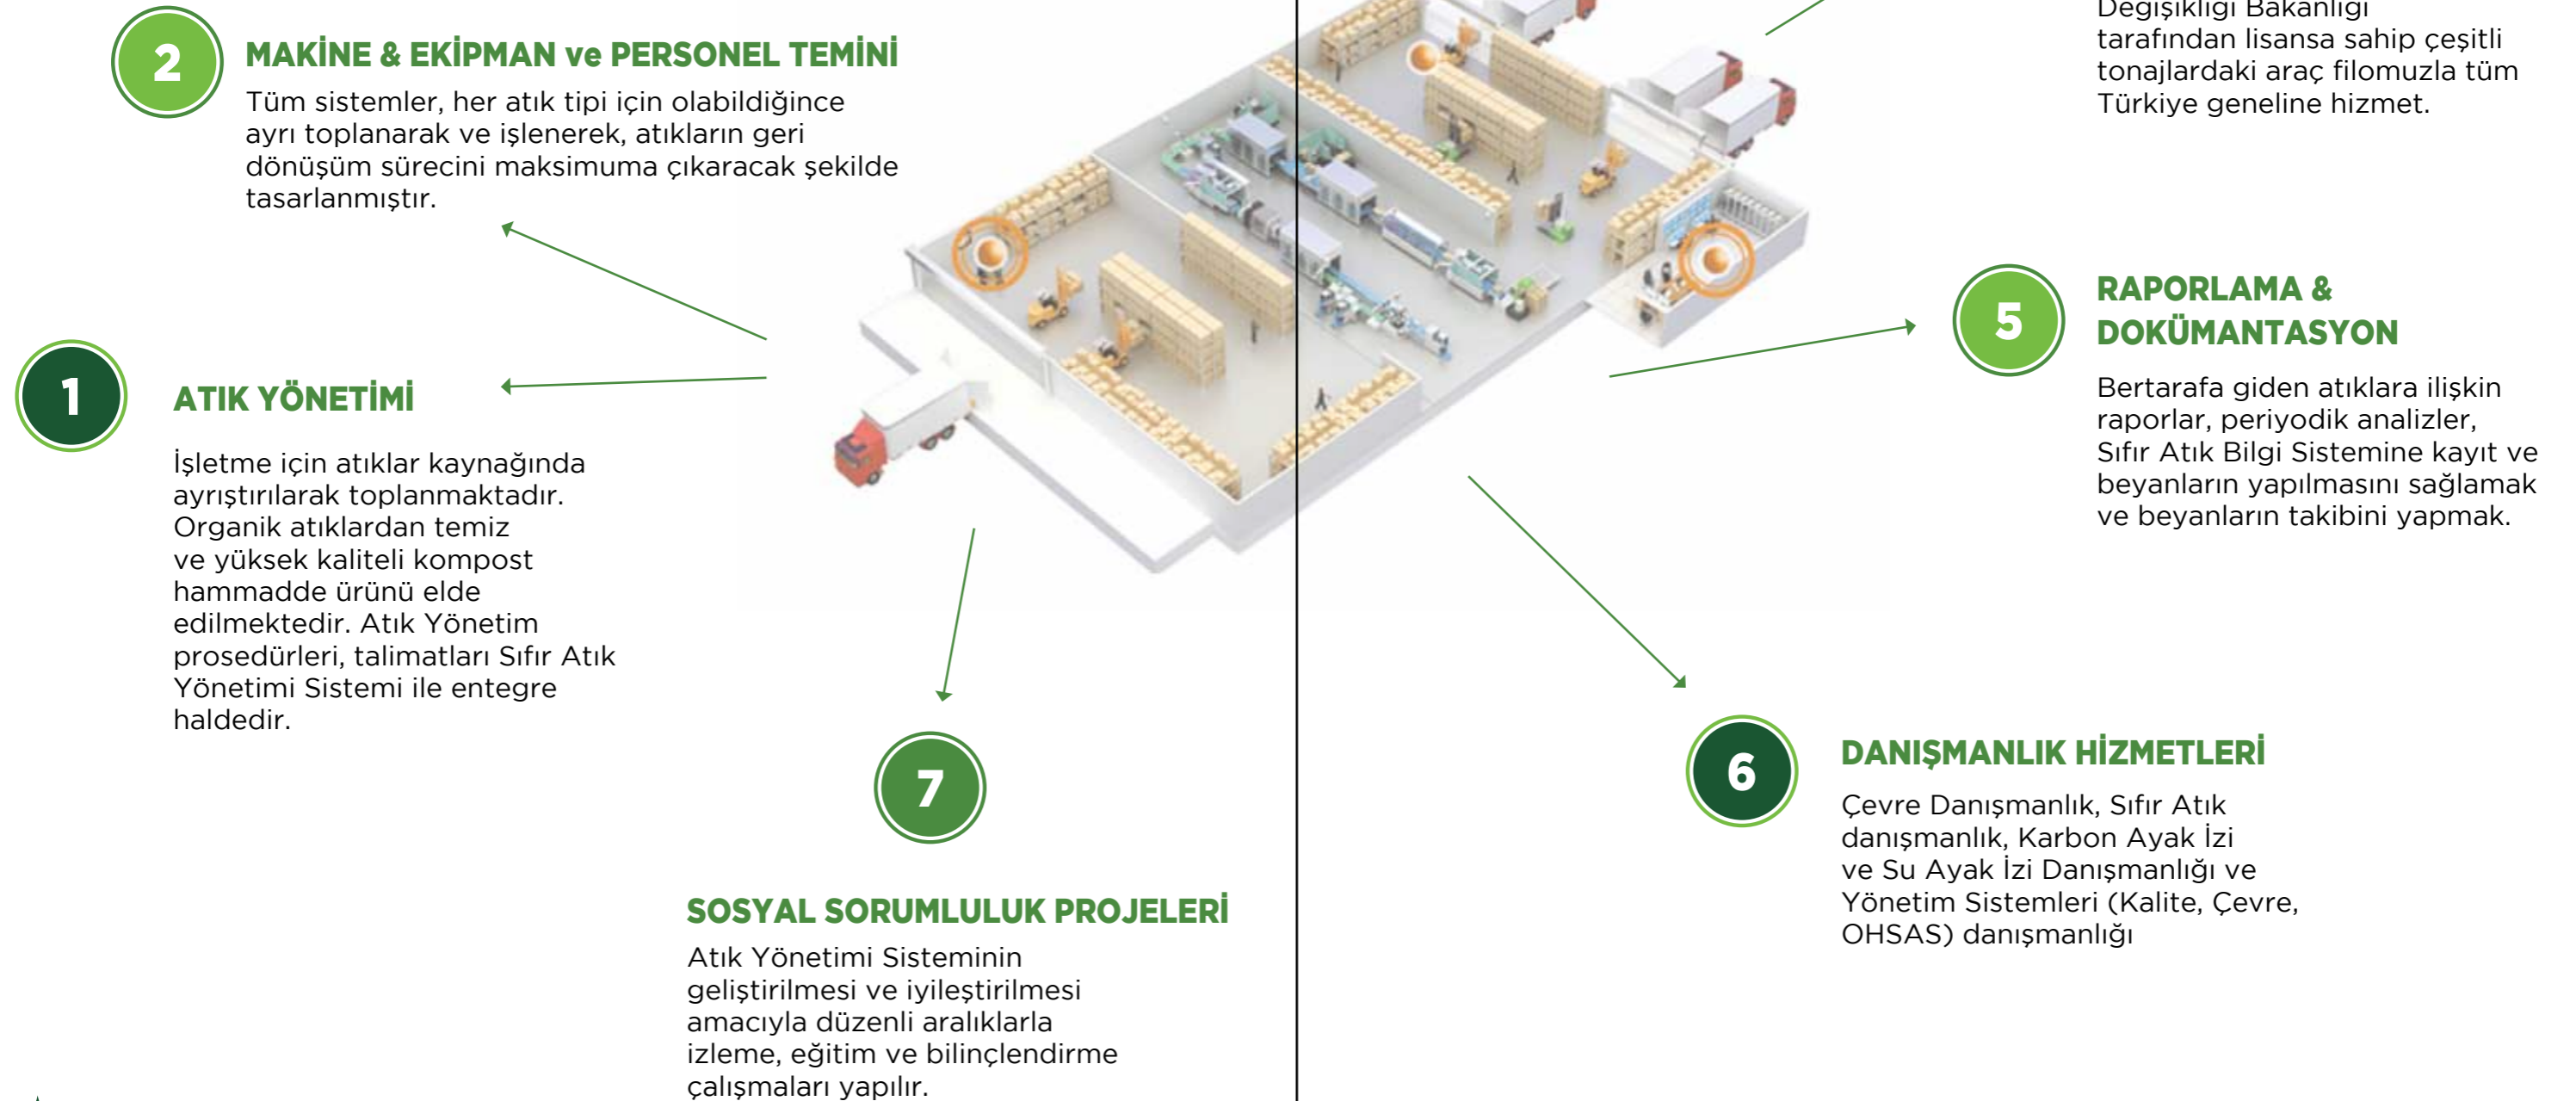 2
MAKİNE & EKİPMAN ve PERSONEL TEMİNİ
Tüm sistemler, her atık tipi için olabildiğince
ayrı toplanarak ve işlenerek, atıkların geri
dönüşüm sürecini maksimuma çıkaracak şekilde
tasarlanmıştır.
1
ATIK YÖNETİMİ
İşletme için atıklar kaynağında
ayrıştırılarak toplanmaktadır.
Organik atıklardan temiz
ve yüksek kaliteli kompost
hammadde ürünü elde
edilmektedir. Atık Yönetim
prosedürleri, talimatları Sıfır Atık
Yönetimi Sistemi ile entegre
haldedir.
7
SOSYAL SORUMLULUK PROJELERİ
Atık Yönetimi Sisteminin
geliştirilmesi ve iyileştirilmesi
amacıyla düzenli aralıklarla
izleme, eğitim ve bilinçlendirme
çalışmaları yapılır.
Değişikliği Bakanlığı
tarafından lisansa sahip çeşitli
tonajlardaki araç filomuzla tüm
Türkiye geneline hizmet.
5
RAPORLAMA &
DOKÜMANTASYON
Bertarafa giden atıklara ilişkin
raporlar, periyodik analizler,
Sıfır Atık Bilgi Sistemine kayıt ve
beyanların yapılmasını sağlamak
ve beyanların takibini yapmak.
6
DANIŞMANLIK HİZMETLERİ
Çevre Danışmanlık, Sıfır Atık
danışmanlık, Karbon Ayak İzi
ve Su Ayak İzi Danışmanlığı ve
Yönetim Sistemleri (Kalite, Çevre,
OHSAS) danışmanlığı